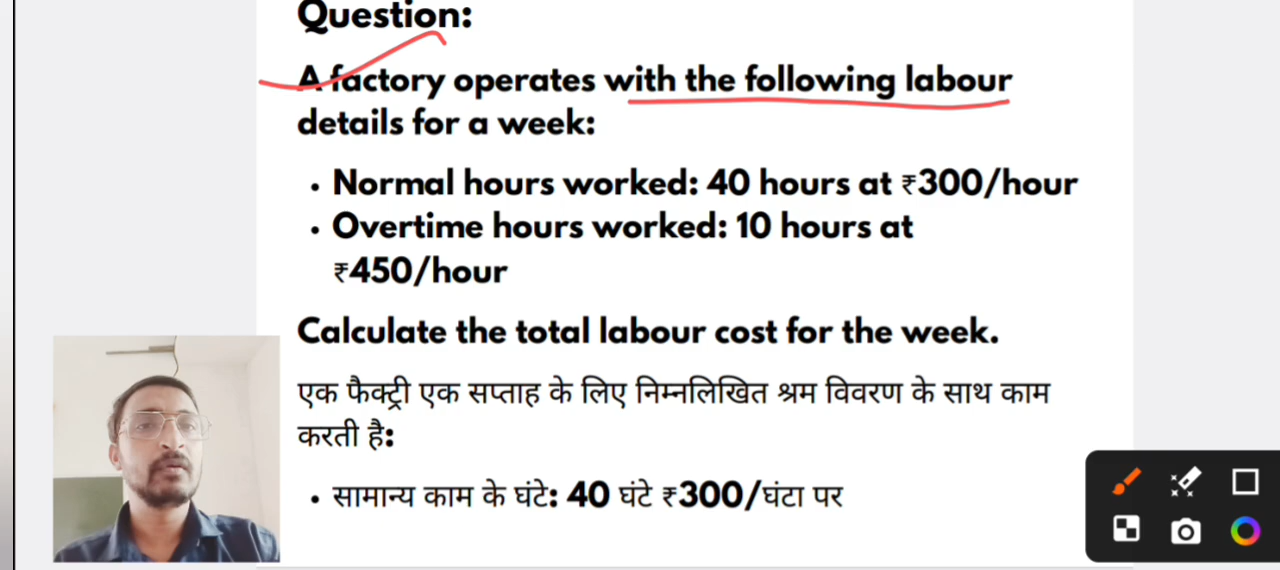 Question:
A factory operates with the following labour
details for a week:
• Normal hours worked: 40 hours at ₹300/hour
• Overtime hours worked: 10 hours at
₹450/hour
Calculate the total labour cost for the week.
एक फैक्ट्री एक सप्ताह के लिए निम्नलिखित श्रम विवरण के साथ काम
करती है:
• सामान्य काम के घंटे: 40 घंटे ₹300/घंटा पर